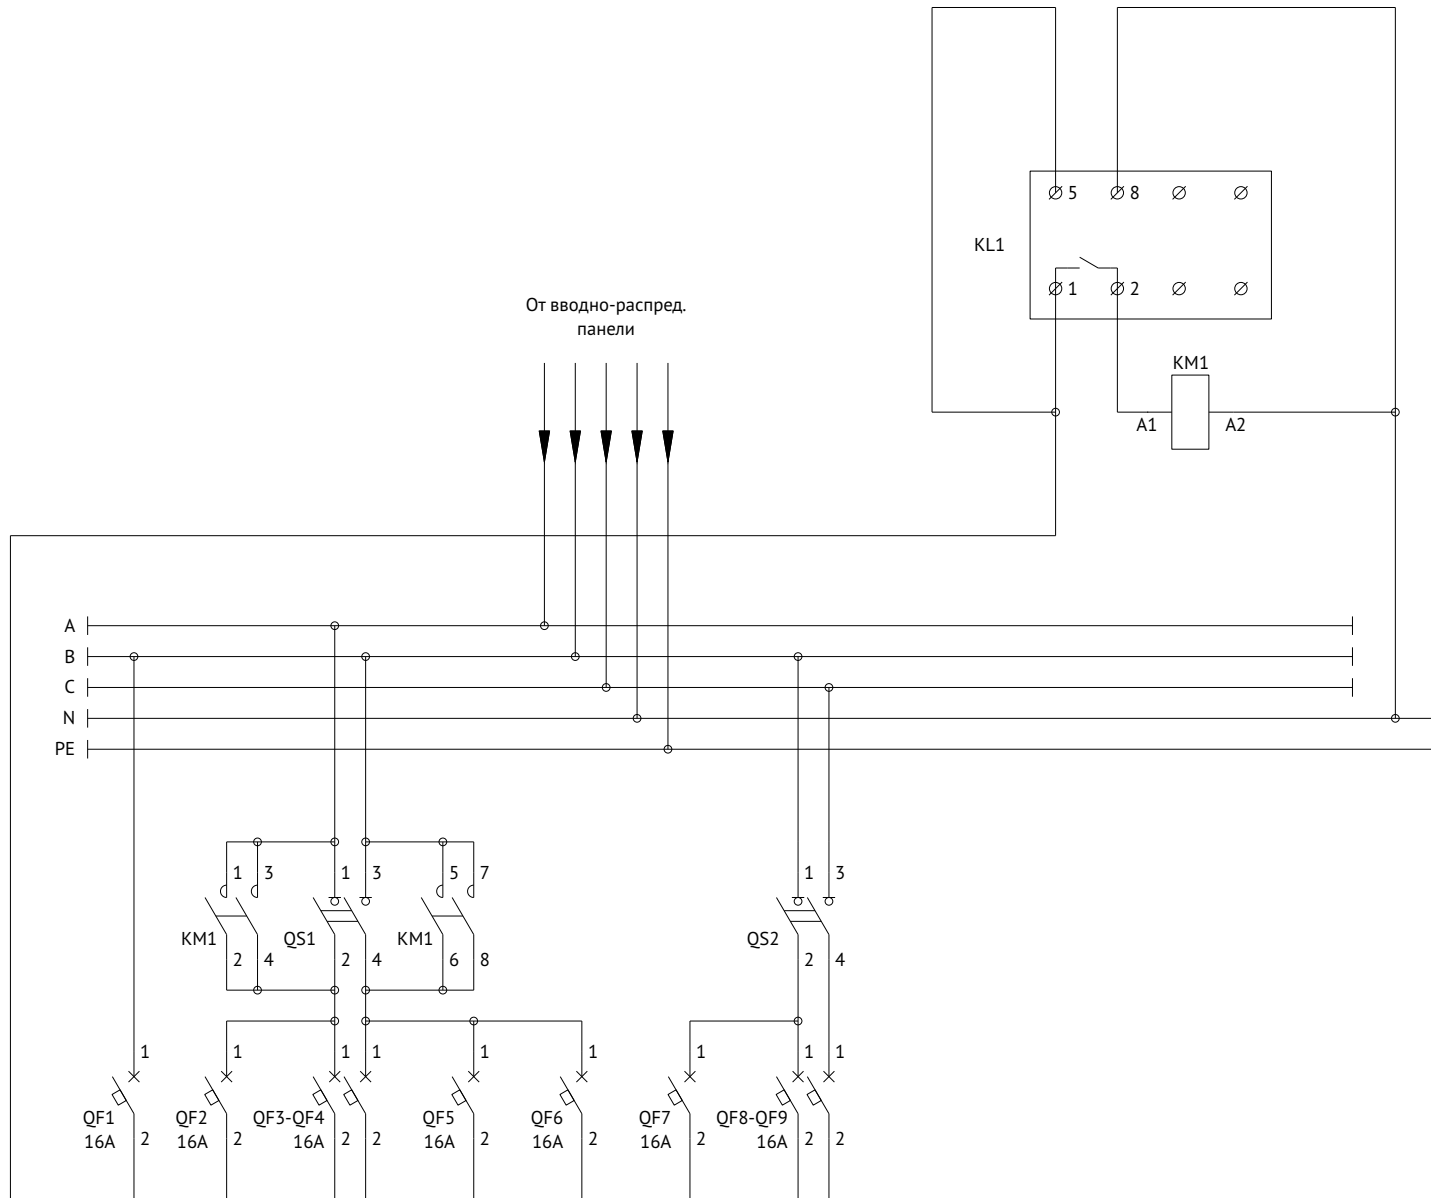 5 8
KL1
1 2
От вводно-распред.
панели
KM1
A1 A2
A
B
C
N
PE
1 3 1 3 5 7 1 3
KM1 QS1 KM1 QS2
2 4 2 4 6 8 2 4
1 1 1 1 1 1 1 1 1
QF1 QF2 QF3-QF4 QF5 QF6 QF7 QF8-QF9
16A 2 16A 2 16A 2 2 16A 2 16A 2 16A 2 16A 2 2